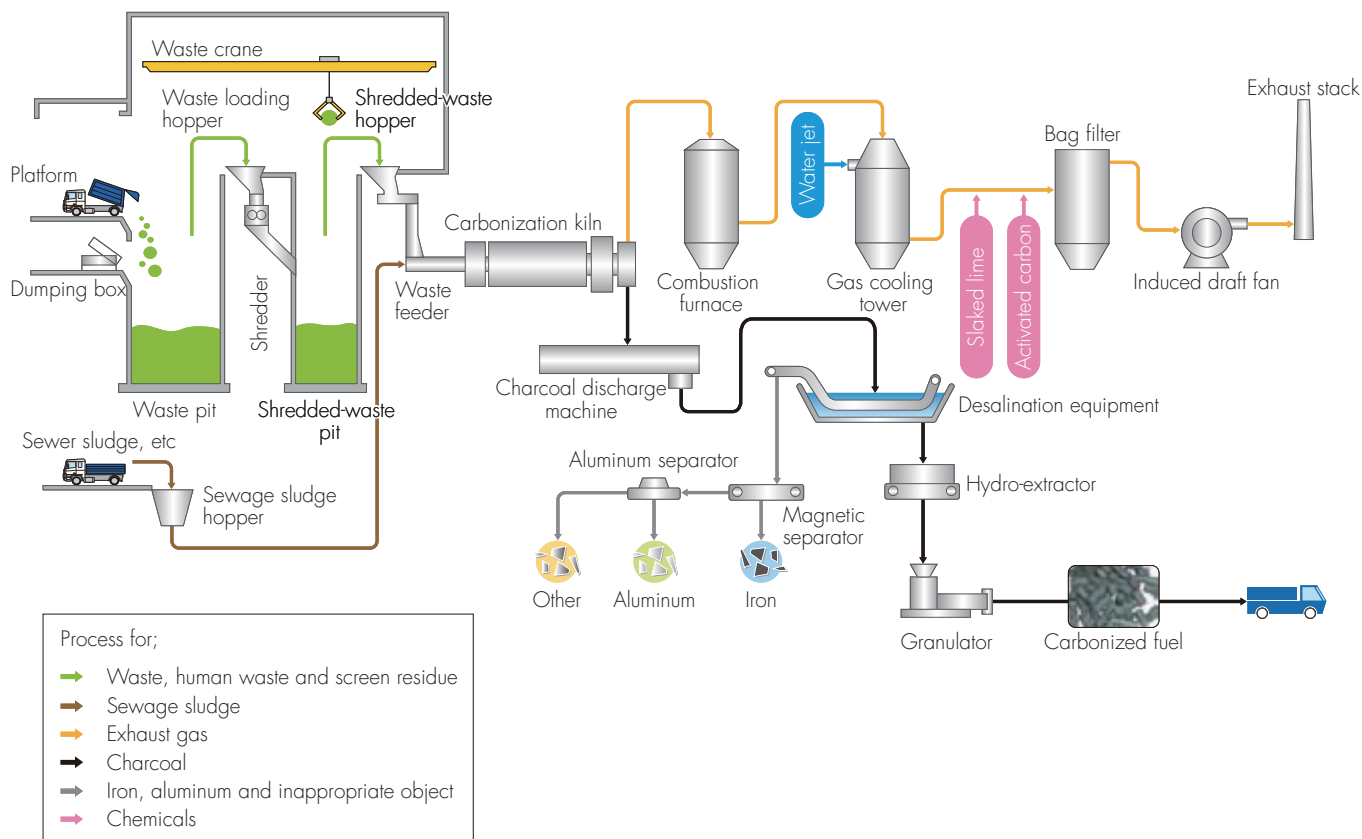 Waste crane
Waste loading
hopper
Shredded-waste
hopper
Platform
Dumping box
Shredder
Waste pit
Shredded-waste
pit
Waste
feeder
Carbonization kiln
Sewer sludge, etc
Sewage sludge
hopper
Combustion
furnace
Water jet
Gas cooling
tower
Slaked lime
Activated carbon
Bag filter
Induced draft fan
Exhaust stack
Charcoal discharge
machine
Desalination equipment
Aluminum separator
Magnetic
separator
Hydro-extractor
Other
Aluminum
Iron
Granulator
Carbonized fuel
Process for;
Waste, human waste and screen residue
Sewage sludge
Exhaust gas
Charcoal
Iron, aluminum and inappropriate object
Chemicals